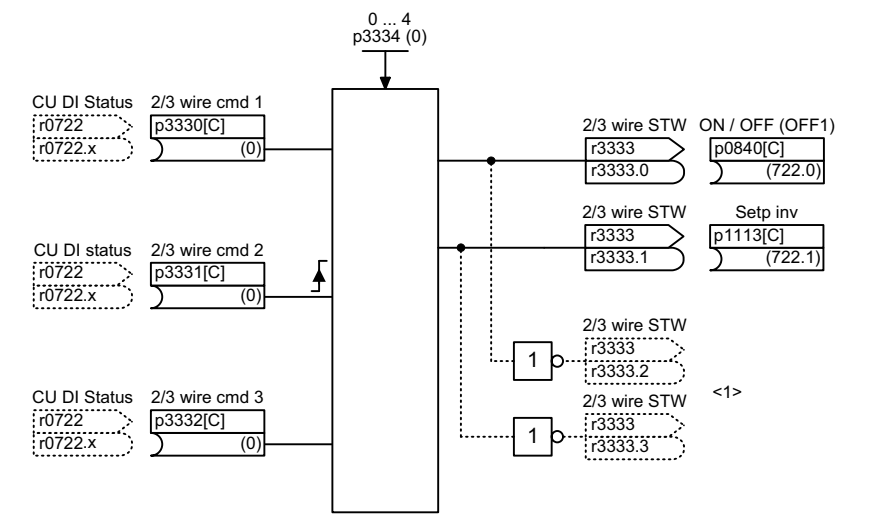 0 ... 4
p3334 (0)
CU DI Status
2/3 wire cmd 1
r0722
p3330[C]
r0722.x
(0)
2/3 wire STW
ON / OFF (OFF1)
r3333
p0840[C]
r3333.0
(722.0)
2/3 wire STW
Setp inv
r3333
p1113[C]
r3333.1
(722.1)
CU DI status
2/3 wire cmd 2
r0722
p3331[C]
r0722.x
(0)
2/3 wire STW
1
r3333
r3333.2
<1>
CU DI Status
2/3 wire cmd 3
r0722
p3332[C]
r0722.x
(0)
2/3 wire STW
1
r3333
r3333.3